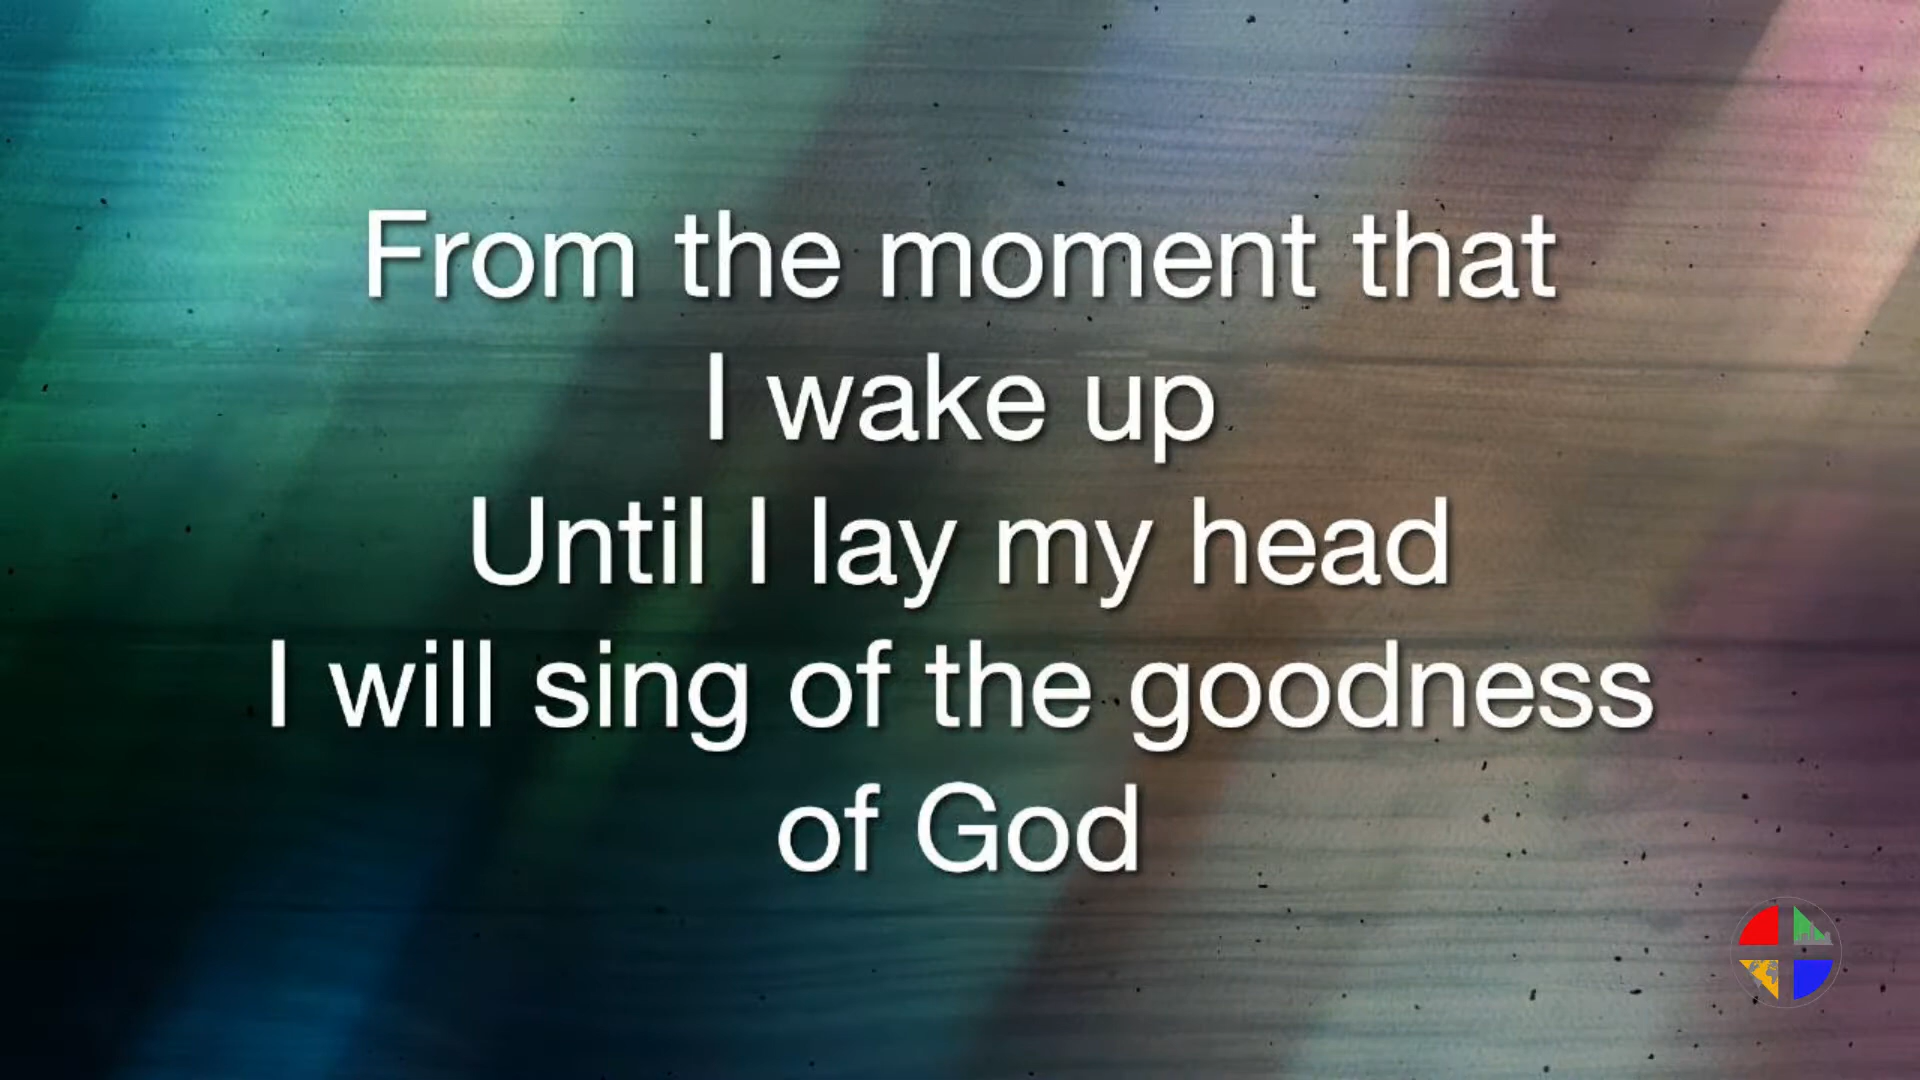 From the moment that
I wake up
Until I lay my head
I will sing of the goodness
of God